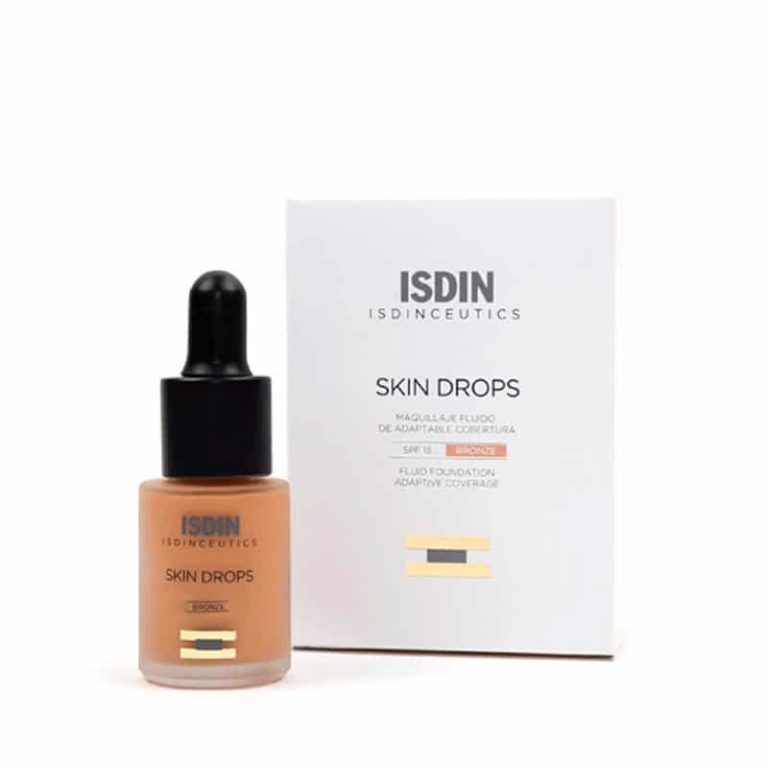 ISDIN
ISDINCEUTICS
SKIN DROPS
MAQUILLAJE FLUIDO
DE ADAPTABLE COBERTURA
SPF 15 BRONZE
FLUID FOUNDATION
ADAPTIVE COVERAGE
ISDIN
ISDINCEUTICS
SKIN DROPS
BRONZE